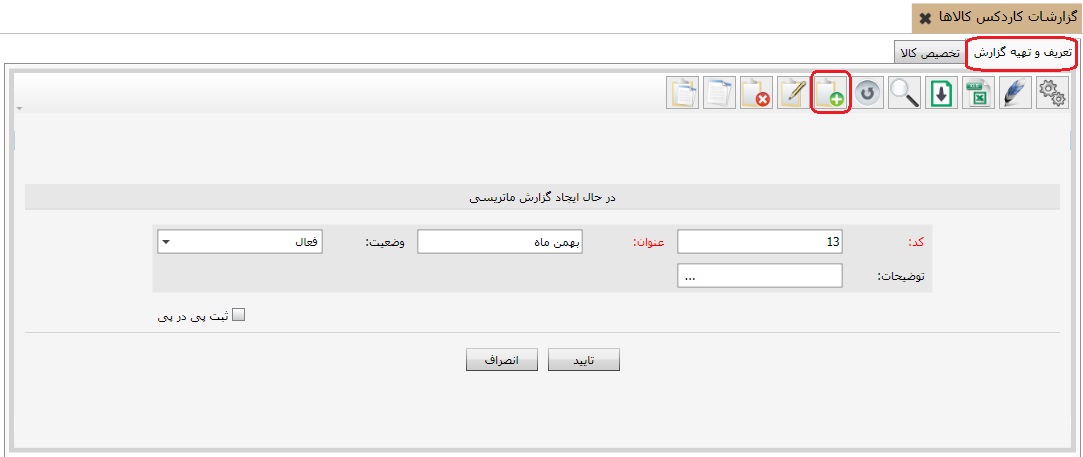 گزارشات کاردکس کالاها
تعریف و تهیه گزارش تخصیص کالا
در حال ایجاد گزارش ماتریسی
کد: 13 عنوان: بهمن ماه وضعیت: فعال
توضیحات: ...
ثبت پی در پی
تایید انصراف